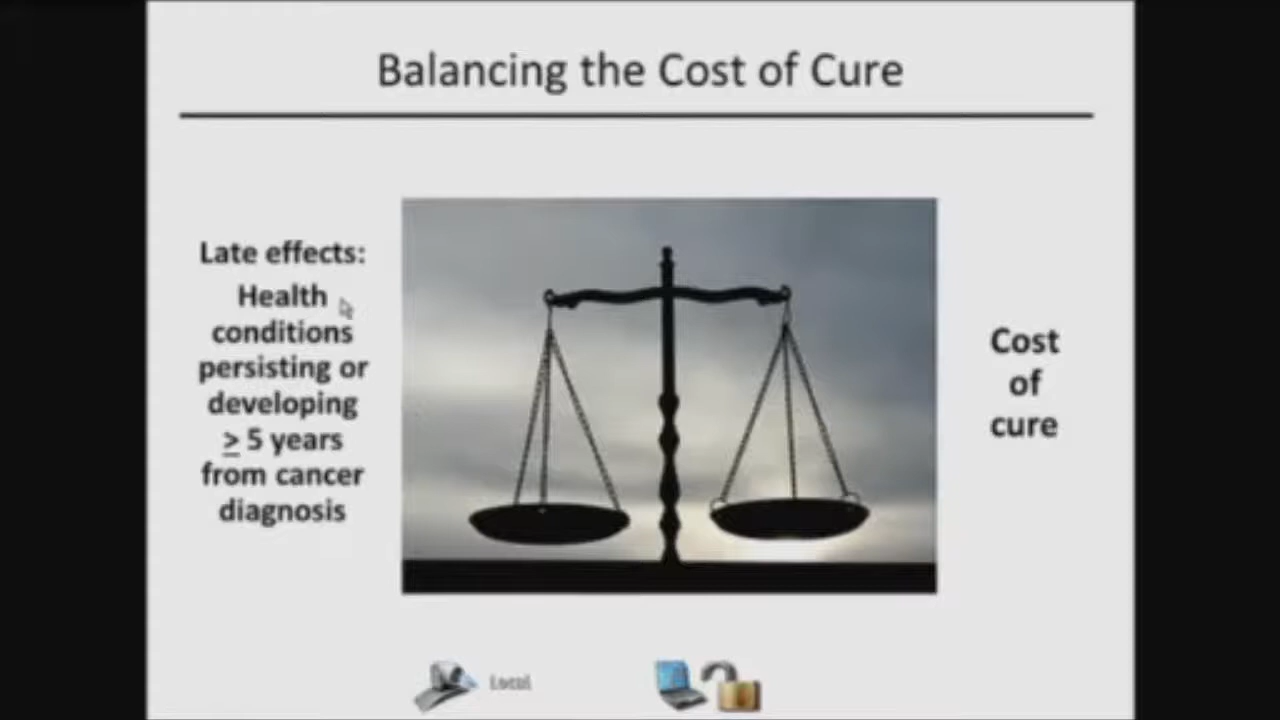 Balancing the Cost of Cure
Late effects:
Health
conditions
persisting or
developing
≥ 5 years
from cancer
diagnosis
Cost
of
cure
Local